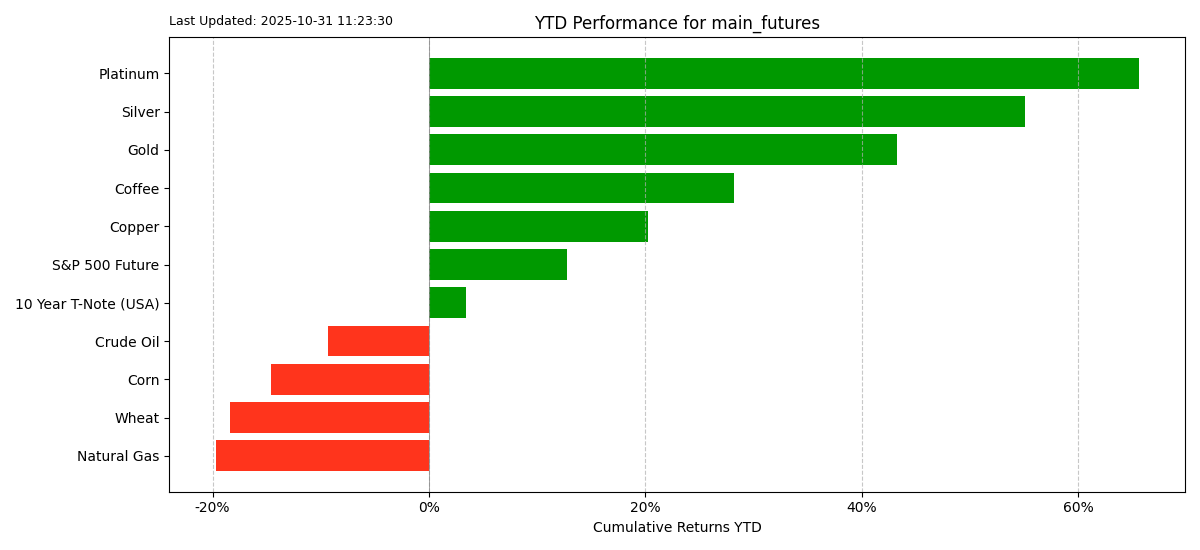 Last Updated: 2025-10-31 11:23:30
YTD Performance for main_futures
Platinum
Silver
Gold
Coffee
Copper
S&P 500 Future
10 Year T-Note (USA)
Crude Oil
Corn
Wheat
Natural Gas
-20%
0%
20%
40%
60%
Cumulative Returns YTD